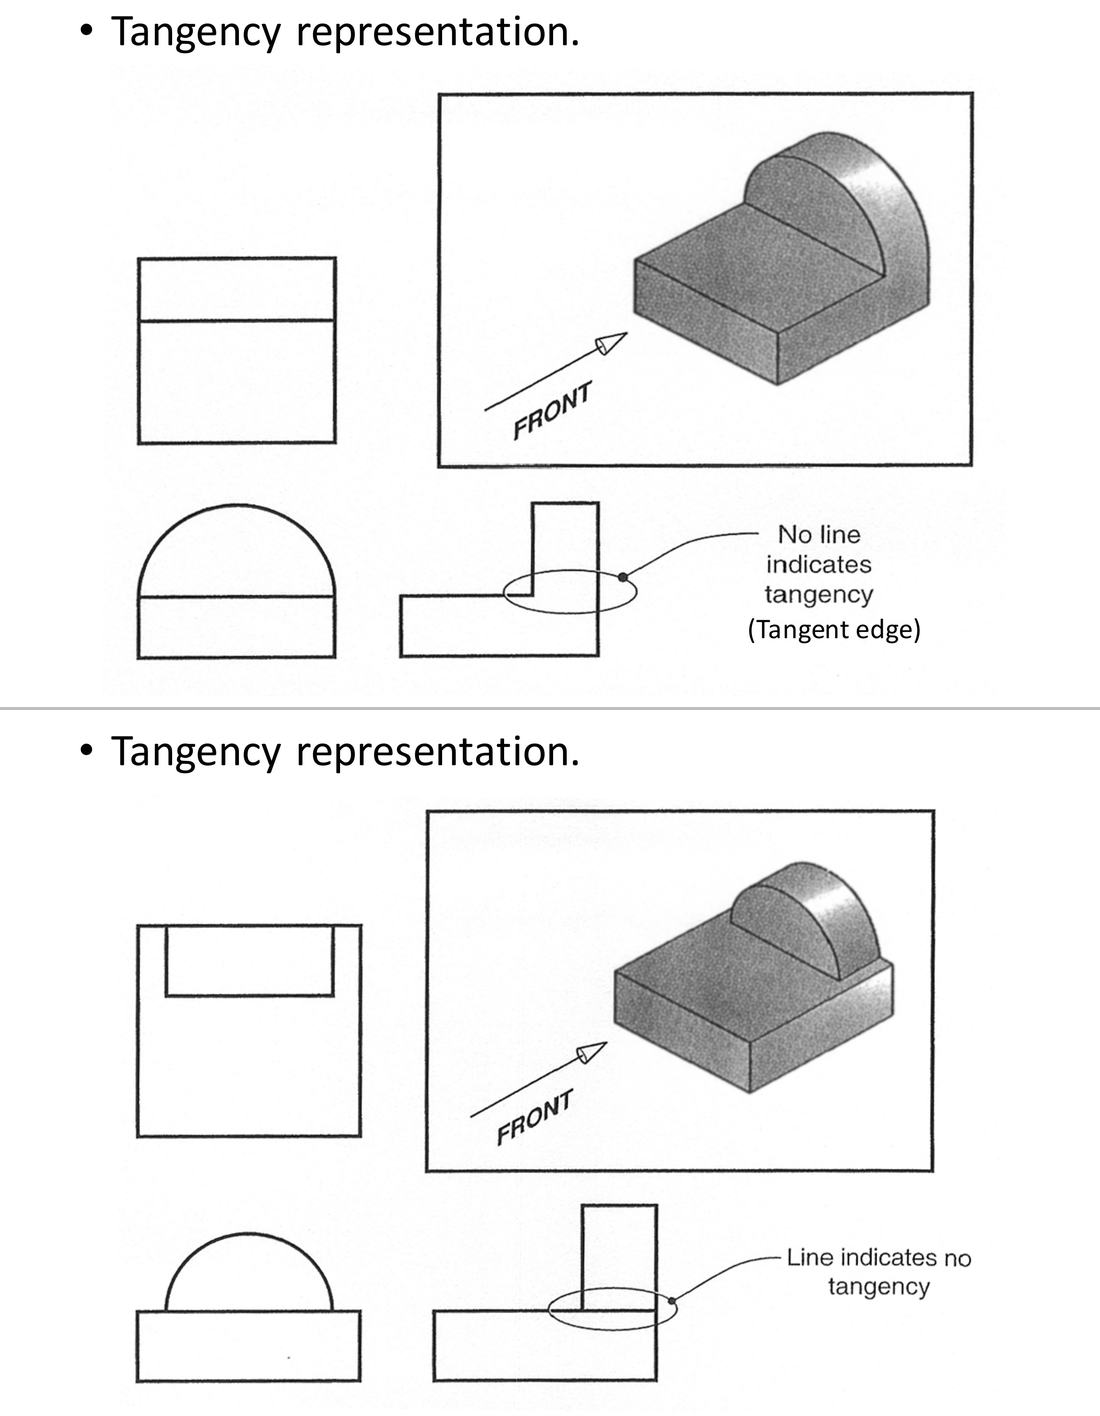 • Tangency representation.
FRONT
No line
indicates
tangency
(Tangent edge)
• Tangency representation.
FRONT
Line indicates no
tangency